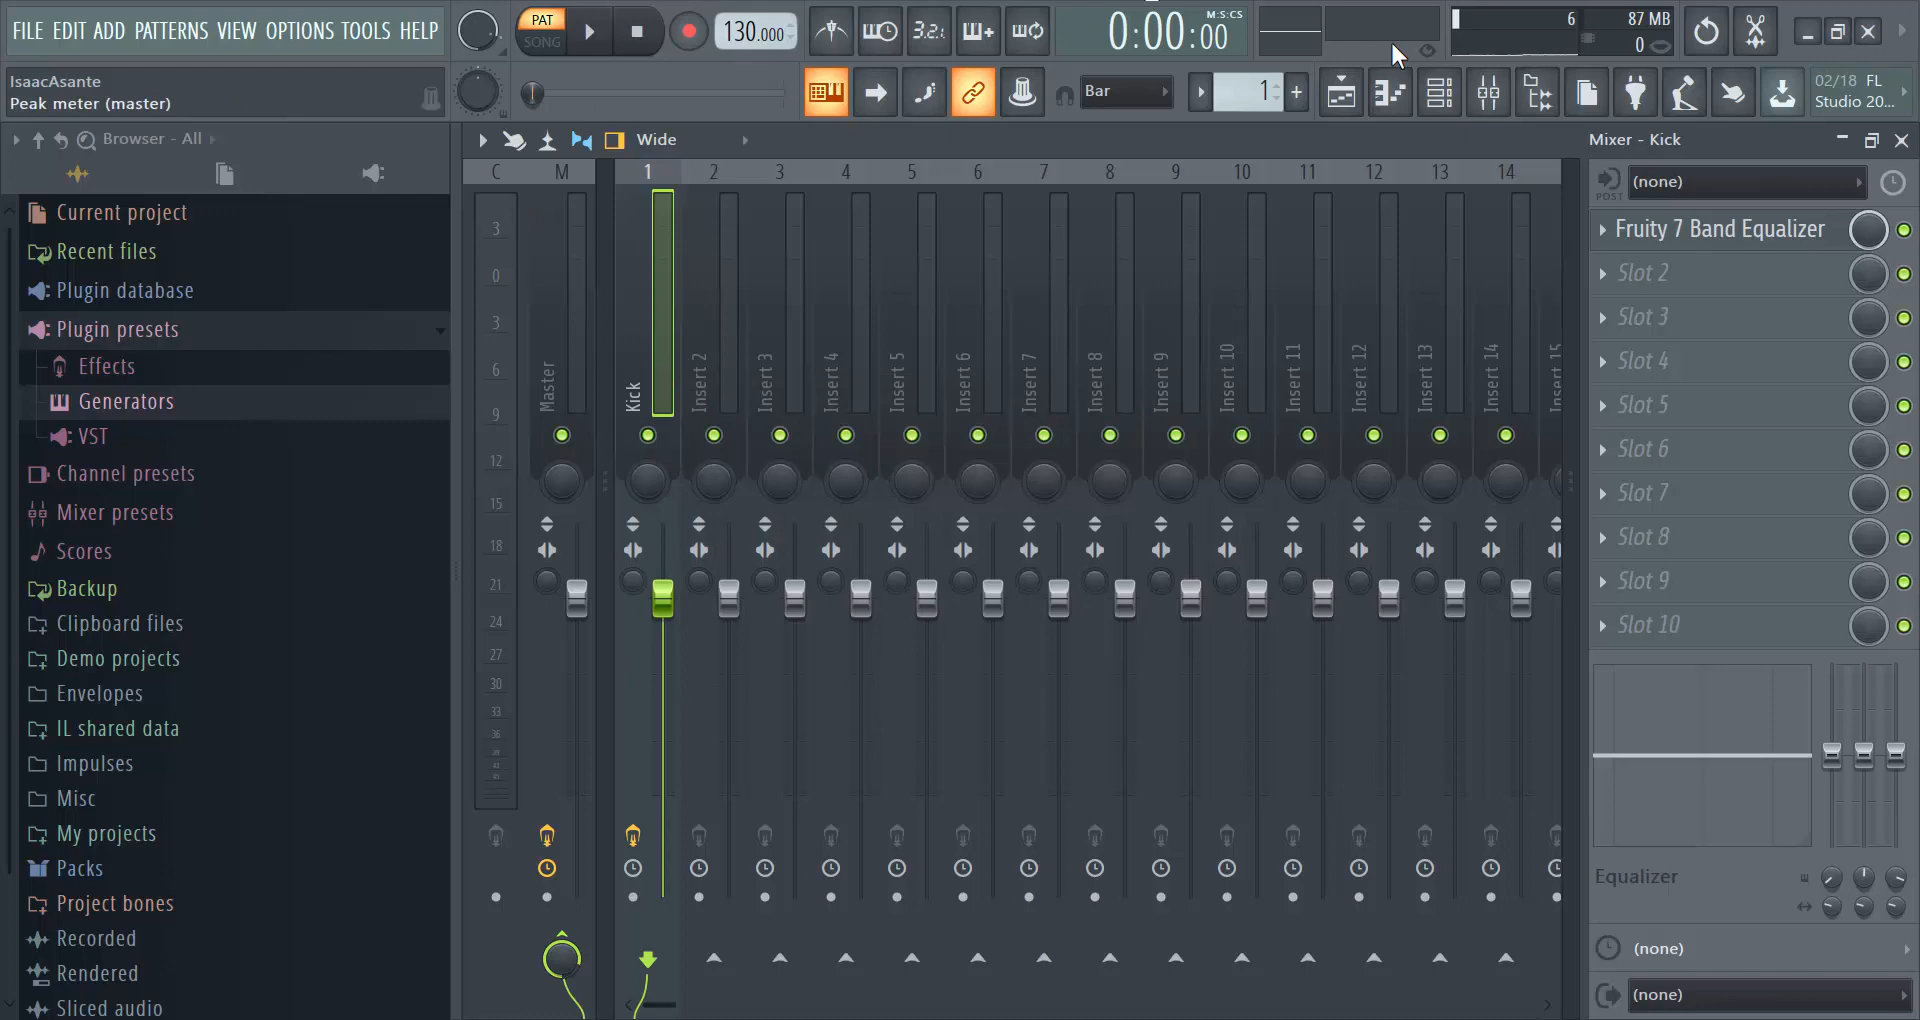 FILE EDIT ADD PATTERNS VIEW OPTIONS TOOLS HELP
PAT
SONG
130.000
3.2.1.
M:S:CS
0:00:00
6
87 MB
0
IsaacAsante
Peak meter (master)
Bar
1
02/18 FL
Studio 20...
Browser - All
Wide
Mixer - Kick
Current project
Recent files
Plugin database
Plugin presets
Effects
Generators
VST
Channel presets
Mixer presets
Scores
Backup
Clipboard files
Demo projects
Envelopes
IL shared data
Impulses
Misc
My projects
Packs
Project bones
Recorded
Rendered
Sliced audio
C M 1 2 3 4 5 6 7 8 9 10 11 12 13 14
3
0
3
6
9
12
15
18
21
24
27
30
33
36
Master
Kick
Insert 2
Insert 3
Insert 4
Insert 5
Insert 6
Insert 7
Insert 8
Insert 9
Insert 10
Insert 11
Insert 12
Insert 13
Insert 14
POST
(none)
Fruity 7 Band Equalizer
Slot 2
Slot 3
Slot 4
Slot 5
Slot 6
Slot 7
Slot 8
Slot 9
Slot 10
Equalizer
(none)
(none)